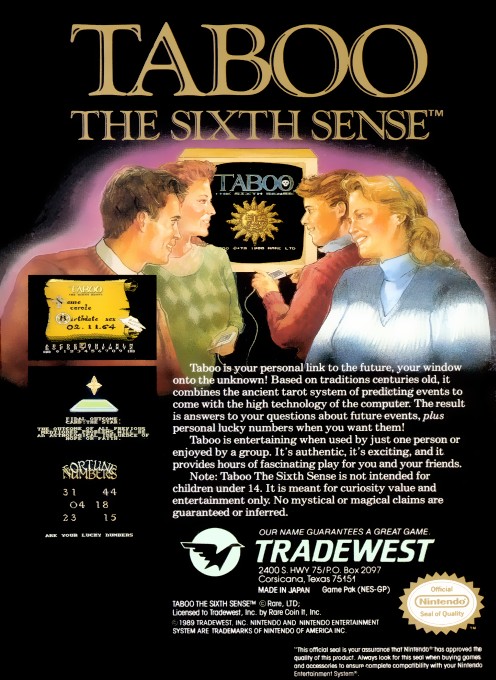 TABOO
THE SIXTH SENSE™
TABOO
THE SIXTH SENSE
TABOO
Name
carole
Birthdate sex
02.11.64
FORTUNE
NUMBERS
31 44
04 18
23 15
ARE YOUR LUCKY NUMBERS
Taboo is your personal link to the future, your window
onto the unknown! Based on traditions centuries old, it
combines the ancient tarot system of predicting events to
come with the high technology of the computer. The result
is answers to your questions about future events, plus
personal lucky numbers when you want them!
Taboo is entertaining when used by just one person or
enjoyed by a group. It's authentic, it's exciting, and it
provides hours of fascinating play for you and your friends.
Note: Taboo The Sixth Sense is not intended for
children under 14. It is meant for curiosity value and
entertainment only. No mystical or magical claims are
guaranteed or inferred.
OUR NAME GUARANTEES A GREAT GAME.
TRADEWEST
2400 S. HWY 75/P.O. Box 2097
Corsicana, Texas 75151
MADE IN JAPAN Game Pak (NES-GP)
TABOO THE SIXTH SENSE™ © Rare, LTD;
Licensed to Tradewest, Inc. by Rare Coin It, Inc.
© 1989 TRADEWEST, INC. NINTENDO AND NINTENDO ENTERTAINMENT
SYSTEM ARE TRADEMARKS OF NINTENDO OF AMERICA INC.
Official
Nintendo
Seal of Quality
"This official seal is your assurance that Nintendo® has approved the
quality of this product. Always look for this seal when buying games
and accessories to ensure complete compatibility with your Nintendo
Entertainment System".